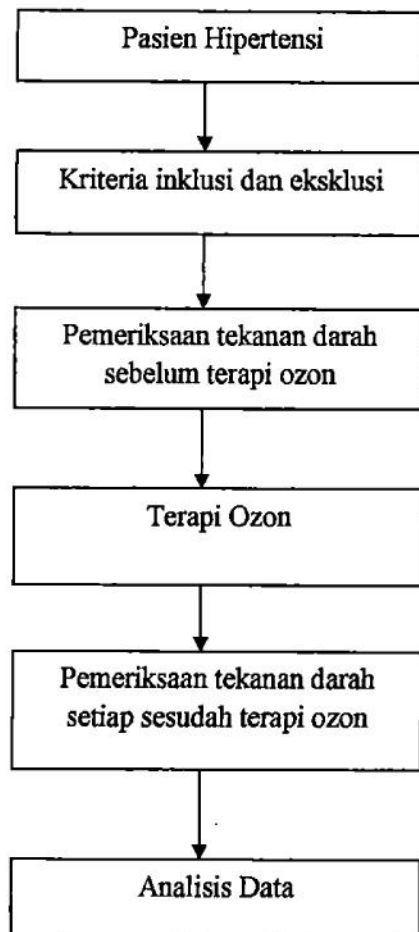 Pasien Hipertensi
Kriteria inklusi dan eksklusi
Pemeriksaan tekanan darah
sebelum terapi ozon
Terapi Ozon
Pemeriksaan tekanan darah
setiap sesudah terapi ozon
Analisis Data